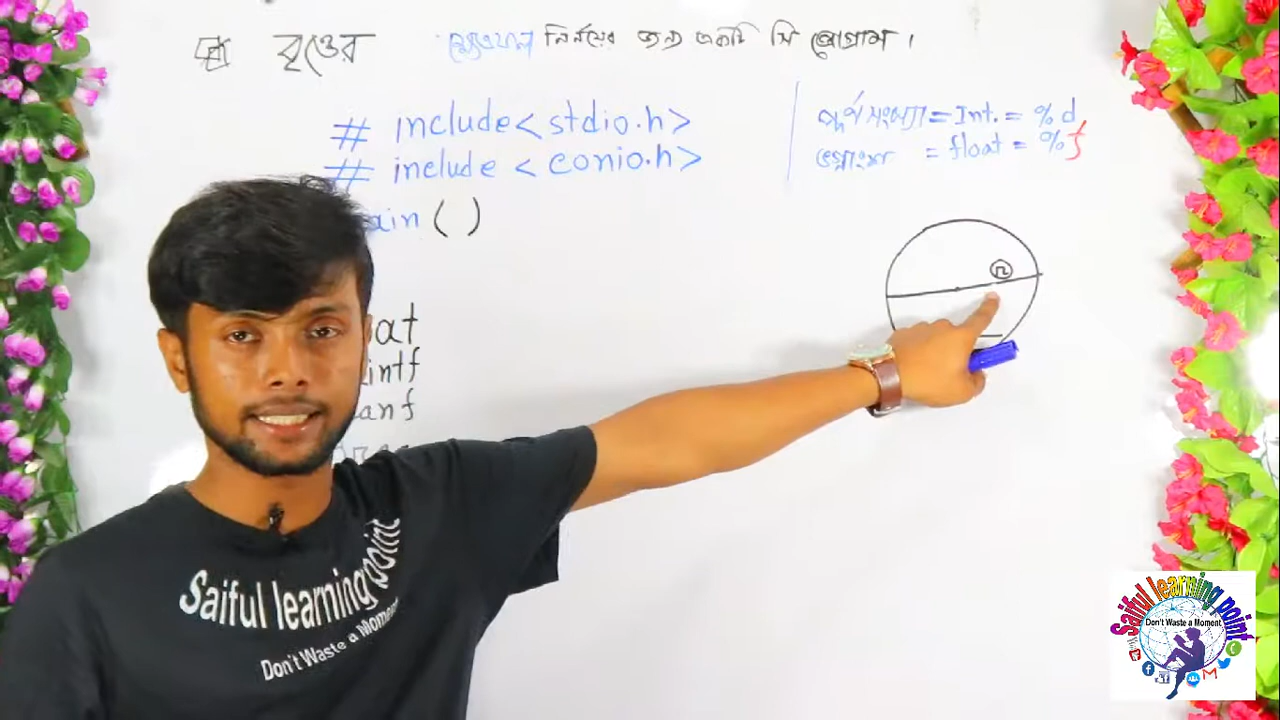 বৃত্তের ক্ষেত্রফল নির্নয়ের জন্য একটি সি প্রোগ্রাম ।
# include< stdio.h>
# include < conio.h>
ain ( )
at
intf
anf
পূর্ণ সংখ্যা = Int. = % d
ভগ্নাংশ = float = % f
r
Saiful learning point
Don't Waste a Moment
Saiful learning point
Don't Waste a Moment